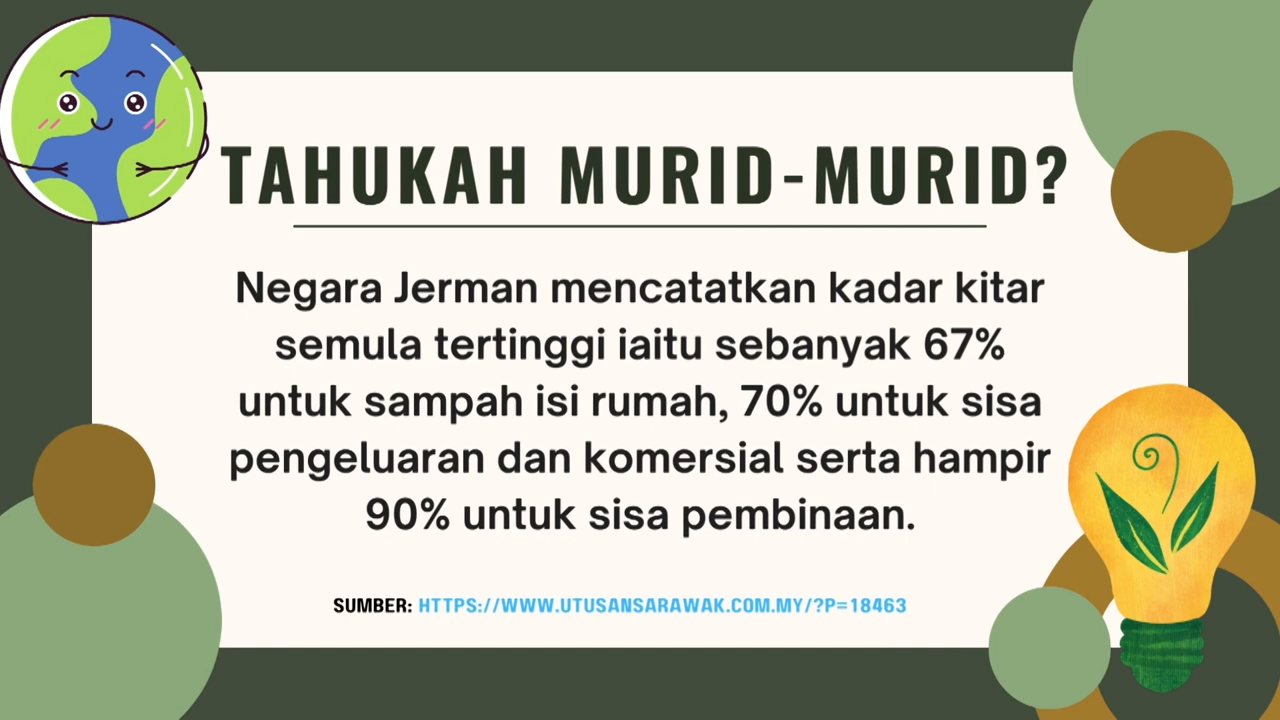 TAHUKAH MURID-MURID?
Negara Jerman mencatatkan kadar kitar
semula tertinggi iaitu sebanyak 67%
untuk sampah isi rumah, 70% untuk sisa
pengeluaran dan komersial serta hampir
90% untuk sisa pembinaan.
SUMBER: HTTPS://WWW.UTUSANSARAWAK.COM.MY/?P=18463